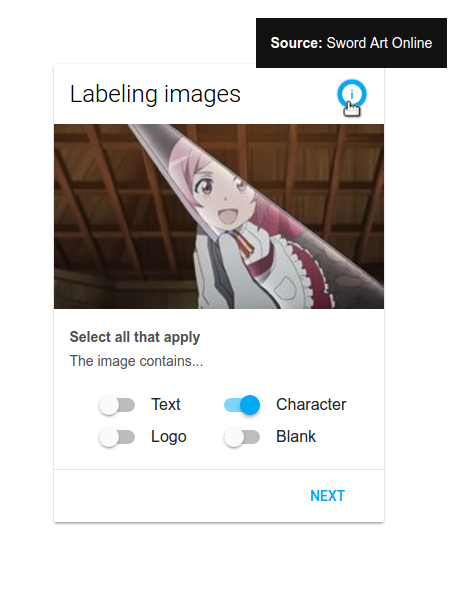 Source: Sword Art Online
Labeling images
i
Select all that apply
The image contains...
Text
Character
Logo
Blank
NEXT